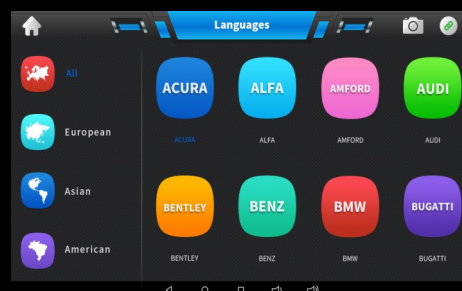 Languages
All
European
Asian
American
ACURA ALFA AMFORD AUDI
ACURA ALFA AMFORD AUDI
BENTLEY BENZ BMW BUGATTI
BENTLEY BENZ BMW BUGATTI